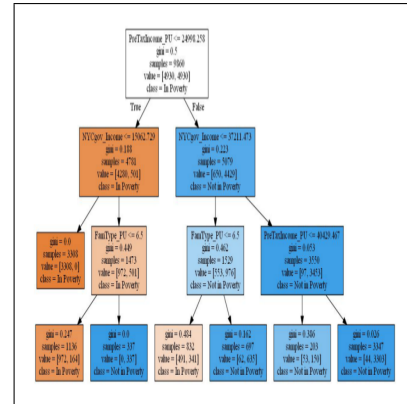 PreTaxIncome_PU <= 24998.258
gini = 0.5
samples = 9860
value = [4930, 4930]
class = In Poverty
True
False
NYCgov_Income <= 15062.729
gini = 0.188
samples = 4781
value = [4280, 501]
class = In Poverty
NYCgov_Income <= 37211.473
gini = 0.223
samples = 5079
value = [650, 4429]
class = Not in Poverty
gini = 0.0
samples = 3308
value = [3308, 0]
class = In Poverty
FamType_PU <= 6.5
gini = 0.449
samples = 1473
value = [972, 501]
class = In Poverty
FamType_PU <= 6.5
gini = 0.462
samples = 1529
value = [553, 976]
class = Not in Poverty
PreTaxIncome_PU <= 40429.467
gini = 0.053
samples = 3550
value = [97, 3453]
class = Not in Poverty
gini = 0.247
samples = 1136
value = [972, 164]
class = In Poverty
gini = 0.0
samples = 337
value = [0, 337]
class = Not in Poverty
gini = 0.484
samples = 832
value = [491, 341]
class = In Poverty
gini = 0.162
samples = 697
value = [62, 635]
class = Not in Poverty
gini = 0.386
samples = 203
value = [53, 150]
class = Not in Poverty
gini = 0.026
samples = 3347
value = [44, 3303]
class = Not in Poverty